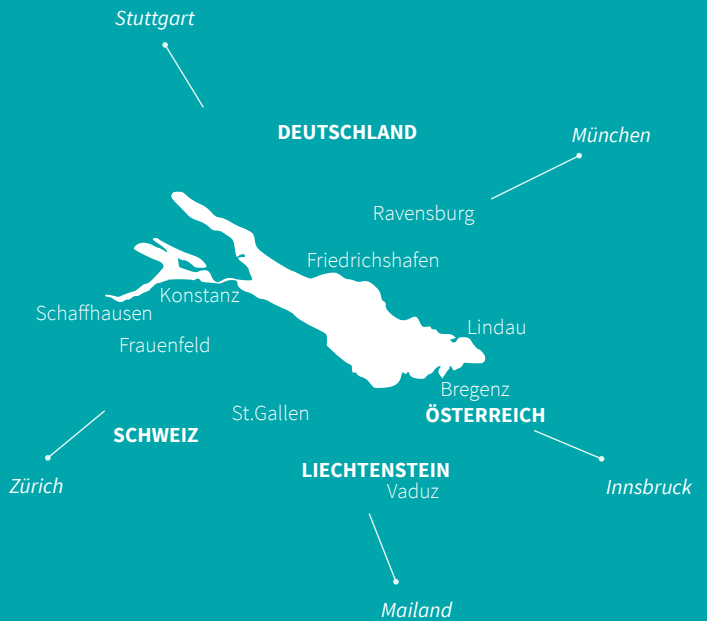 Stuttgart
DEUTSCHLAND
München
Ravensburg
Friedrichshafen
Konstanz
Schaffhausen
Lindau
Frauenfeld
Bregenz
St.Gallen
ÖSTERREICH
SCHWEIZ
LIECHTENSTEIN
Vaduz
Zürich
Innsbruck
Mailand